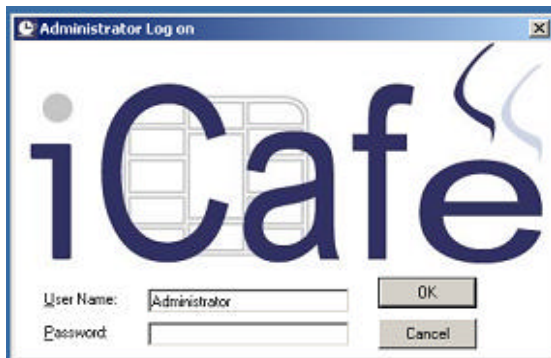 Administrator Log on
iCafe
User Name: Administrator OK
Password: Cancel